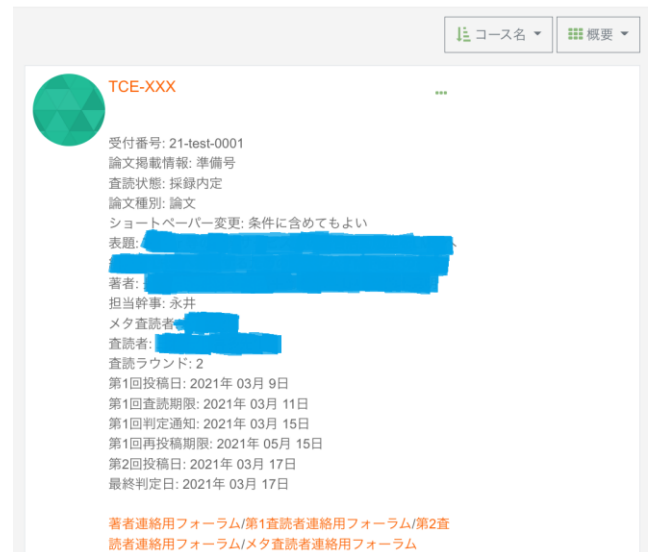 コース名
概要
TCE-XXX
受付番号: 21-test-0001
論文掲載情報: 準備号
査読状態: 採録内定
論文種別: 論文
ショートペーパー変更: 条件に含めてもよい
表題:
著者:
担当幹事: 永井
メタ査読者
査読者:
査読ラウンド: 2
第1回投稿日: 2021年 03月 9日
第1回査読期限: 2021年 03月 11日
第1回判定通知: 2021年 03月 15日
第1回再投稿期限: 2021年 05月 15日
第2回投稿日: 2021年 03月 17日
最終判定日: 2021年 03月 17日
著者連絡用フォーラム/第1査読者連絡用フォーラム/第2査
読者連絡用フォーラム/メタ査読者連絡用フォーラム